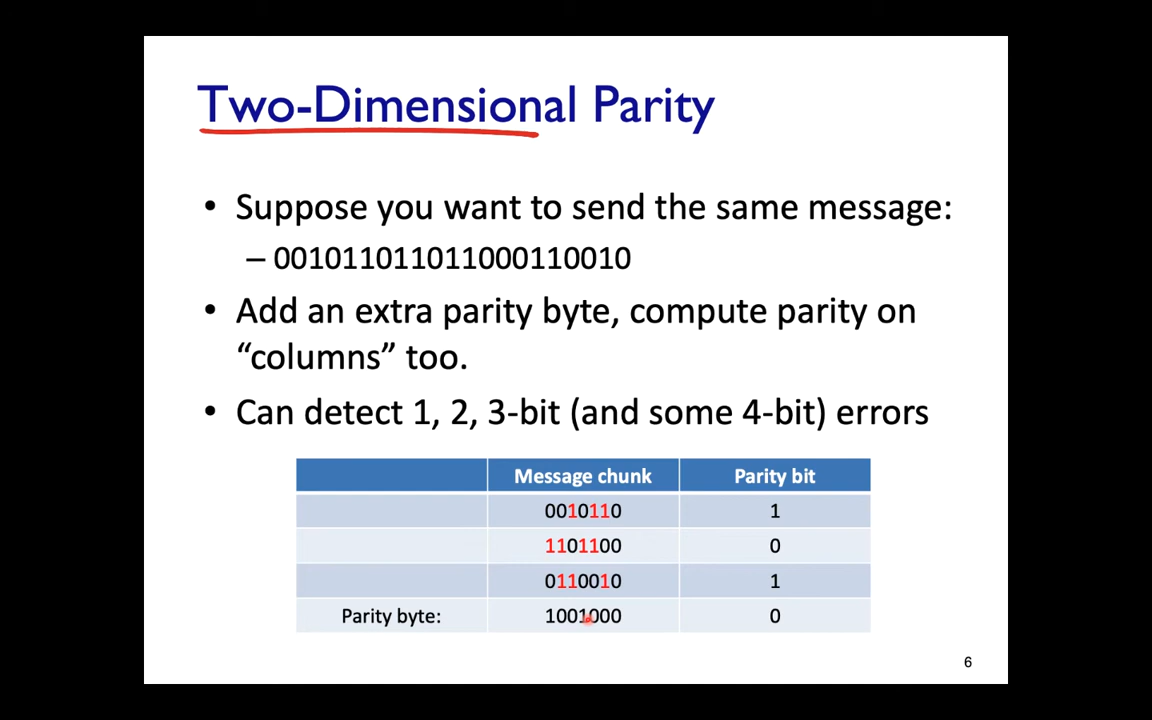 Two-Dimensional Parity
• Suppose you want to send the same message:
– 001011011011000110010
• Add an extra parity byte, compute parity on
“columns” too.
• Can detect 1, 2, 3-bit (and some 4-bit) errors
Message chunk Parity bit
0010110 1
1101100 0
0110010 1
Parity byte: 1001000 0
6